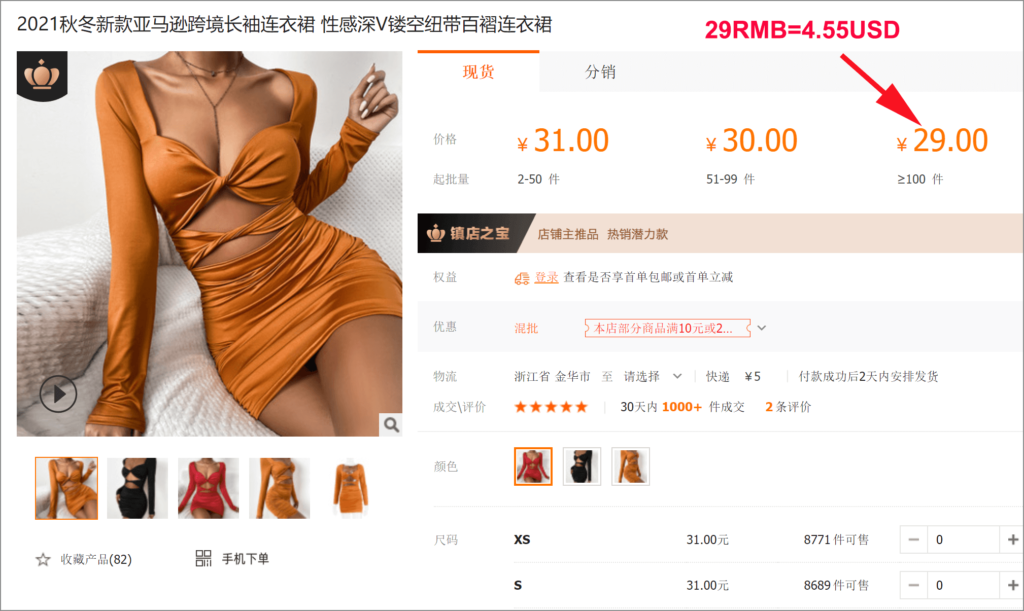 2021秋冬新款亚马逊跨境长袖连衣裙 性感深V镂空纽带百褶连衣裙
29RMB=4.55USD
现货 分销
价格 ¥ 31.00 ¥ 30.00 ¥ 29.00
起批量 2-50 件 51-99 件 ≥100 件
镇店之宝 店铺主推品 热销潜力款
权益 登录 查看是否享首单包邮或首单立减
优惠 混批 本店部分商品满10元或2...
物流 浙江省 金华市 至 请选择 快递 ¥5 付款成功后2天内安排发货
成交\评价 30天内 1000+ 件成交 2 条评价
颜色
尺码 XS 31.00元 8771件可售 0
S 31.00元 8689件可售 0
收藏产品(82) 手机下单